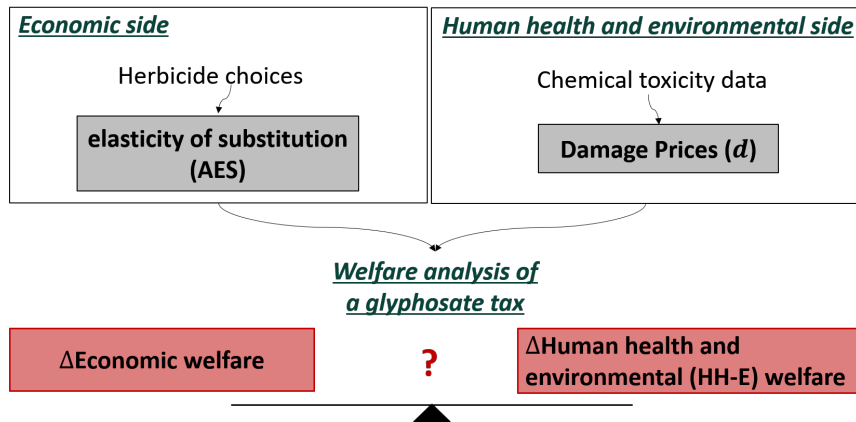 Economic side
Herbicide choices
elasticity of substitution
(AES)
Human health and environmental side
Chemical toxicity data
Damage Prices (d)
Welfare analysis of
a glyphosate tax
ΔEconomic welfare
?
ΔHuman health and
environmental (HH-E) welfare